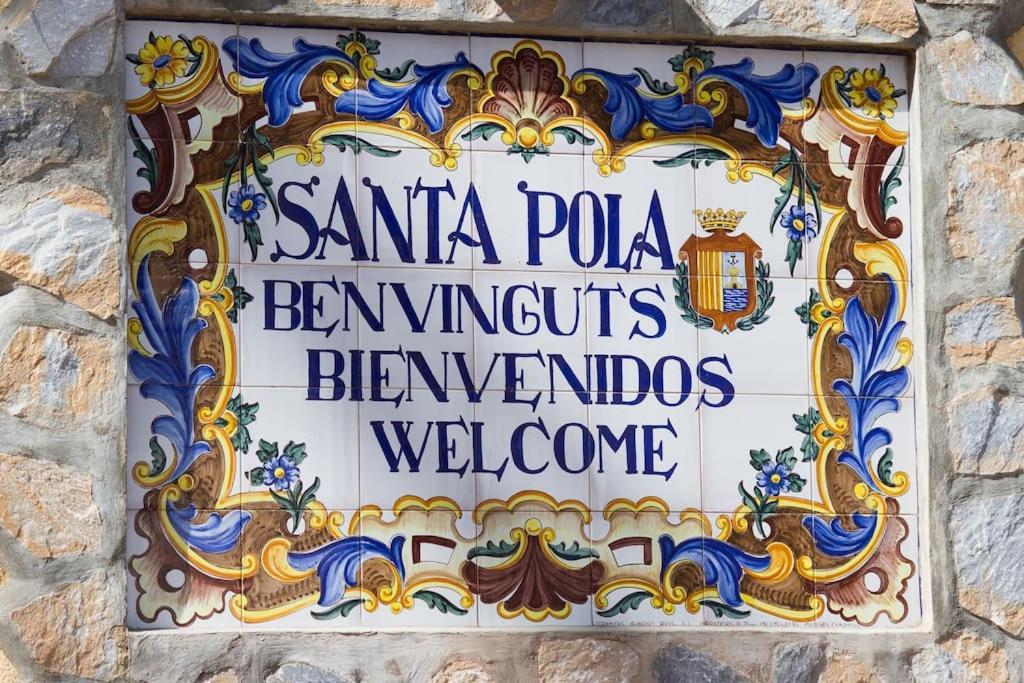 SANTA POLA
BENVINGUTS
BIENVENIDOS
WELCOME